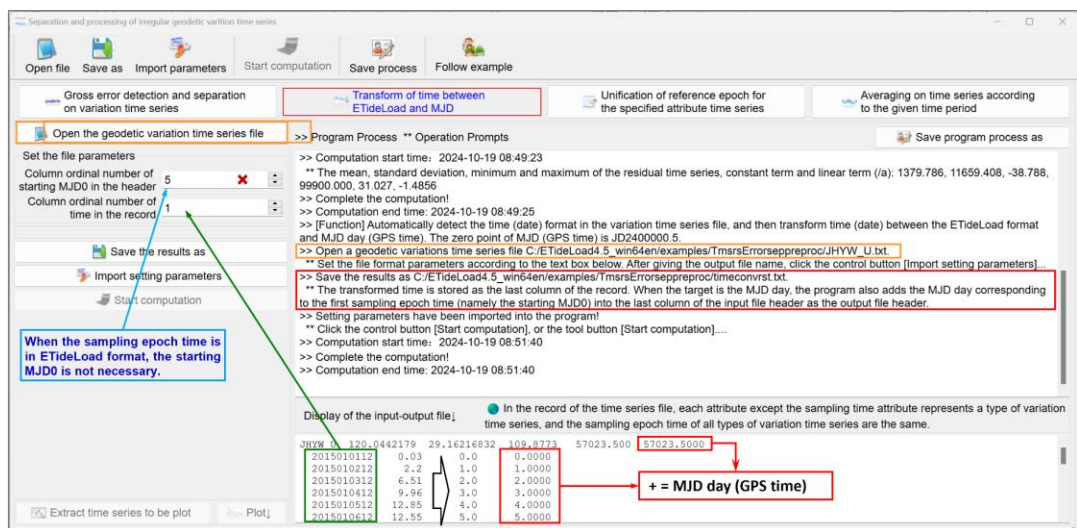 Separation and processing of irregular geodetic varition time series
Open file
Save as
Import parameters
Start computation
Save process
Follow example
Gross error detection and separation
on variation time series
Transform of time between
ETideLoad and MJD
Unification of reference epoch for
the specified attribute time series
Averaging on time series according
to the given time period
Open the geodetic variation time series file
>> Program Process ** Operation Prompts
Save program process as
Set the file parameters
Column ordinal number of
starting MJD0 in the header
5
Column ordinal number of
time in the record
1
Save the results as
Import setting parameters
Start computation
When the sampling epoch time is
in ETideLoad format, the starting
MJD0 is not necessary.
>> Computation start time: 2024-10-19 08:49:23
** The mean, standard deviation, minimum and maximum of the residual time series, constant term and linear term (/a): 1379.786, 11659.408, -38.788,
99900.000, 31.027, -1.4856
>> Complete the computation!
>> Computation end time: 2024-10-19 08:49:25
>> [Function] Automatically detect the time (date) format in the variation time series file, and then transform time (date) between the ETideLoad format
and MJD day (GPS time). The zero point of MJD (GPS time) is JD2400000.5.
>> Open a geodetic variations time series file C:/ETideLoad4.5_win64en/examples/TmsrsErrorseppreproc/JHYW_U.txt.
** Set the file format parameters according to the text box below. After giving the output file name, click the control button [Import setting parameters]...
>> Save the results as C:/ETideLoad4.5_win64en/examples/TmsrsErrorseppreproc/timeconvrst.txt.
** The transformed time is stored as the last column of the record. When the target is the MJD day, the program also adds the MJD day corresponding
to the first sampling epoch time (namely the starting MJD0) into the last column of the input file header as the output file header.
>> Setting parameters have been imported into the program!
** Click the control button [Start computation], or the tool button [Start computation]....
>> Computation start time: 2024-10-19 08:51:40
>> Complete the computation!
>> Computation end time: 2024-10-19 08:51:40
Display of the input-output file↓
In the record of the time series file, each attribute except the sampling time attribute represents a type of variation
time series, and the sampling epoch time of all types of variation time series are the same.
JHYW_U 120.0442179 29.16216832 109.8773 57023.500 57023.5000
2015010112 0.03 0.0 0.0000
2015010212 2.2 1.0 1.0000
2015010312 6.51 2.0 2.0000
2015010412 9.96 3.0 3.0000
2015010512 12.85 4.0 4.0000
2015010612 12.55 5.0 5.0000
+ = MJD day (GPS time)
Extract time series to be plot
Plot↓